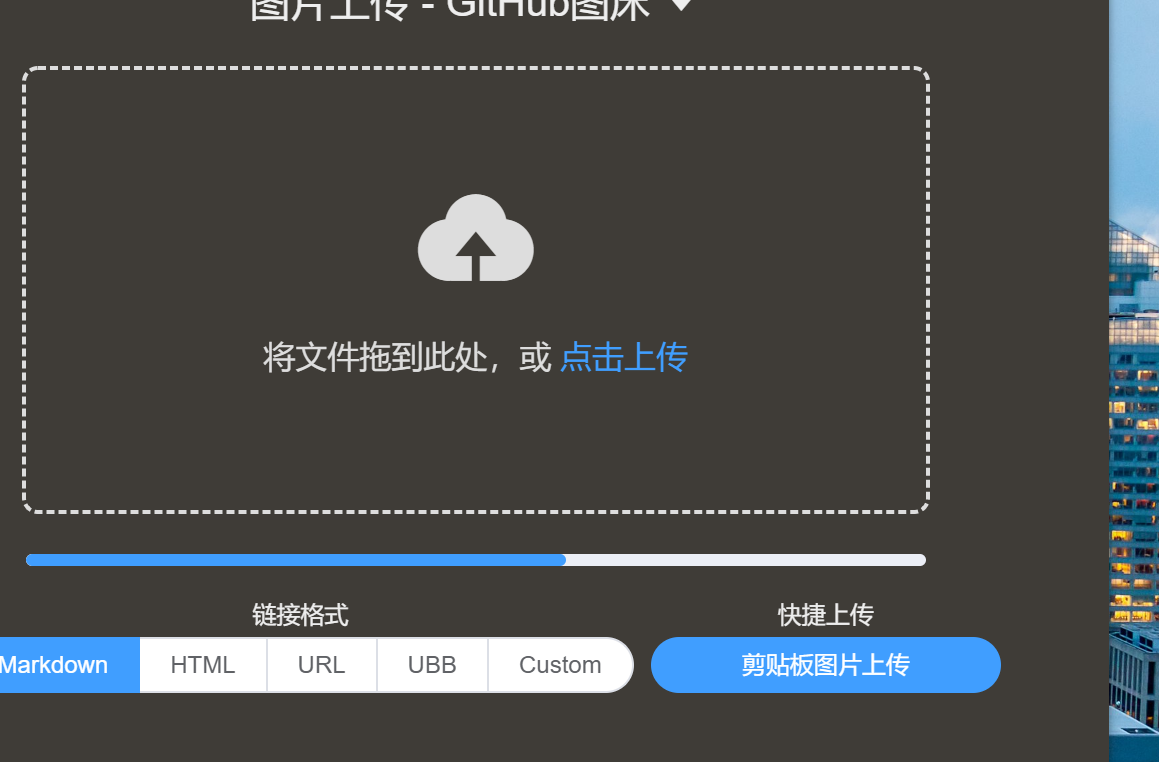 图片上传 - GitHub图床
将文件拖到此处，或 点击上传
链接格式
快捷上传
Markdown
HTML
URL
UBB
Custom
剪贴板图片上传